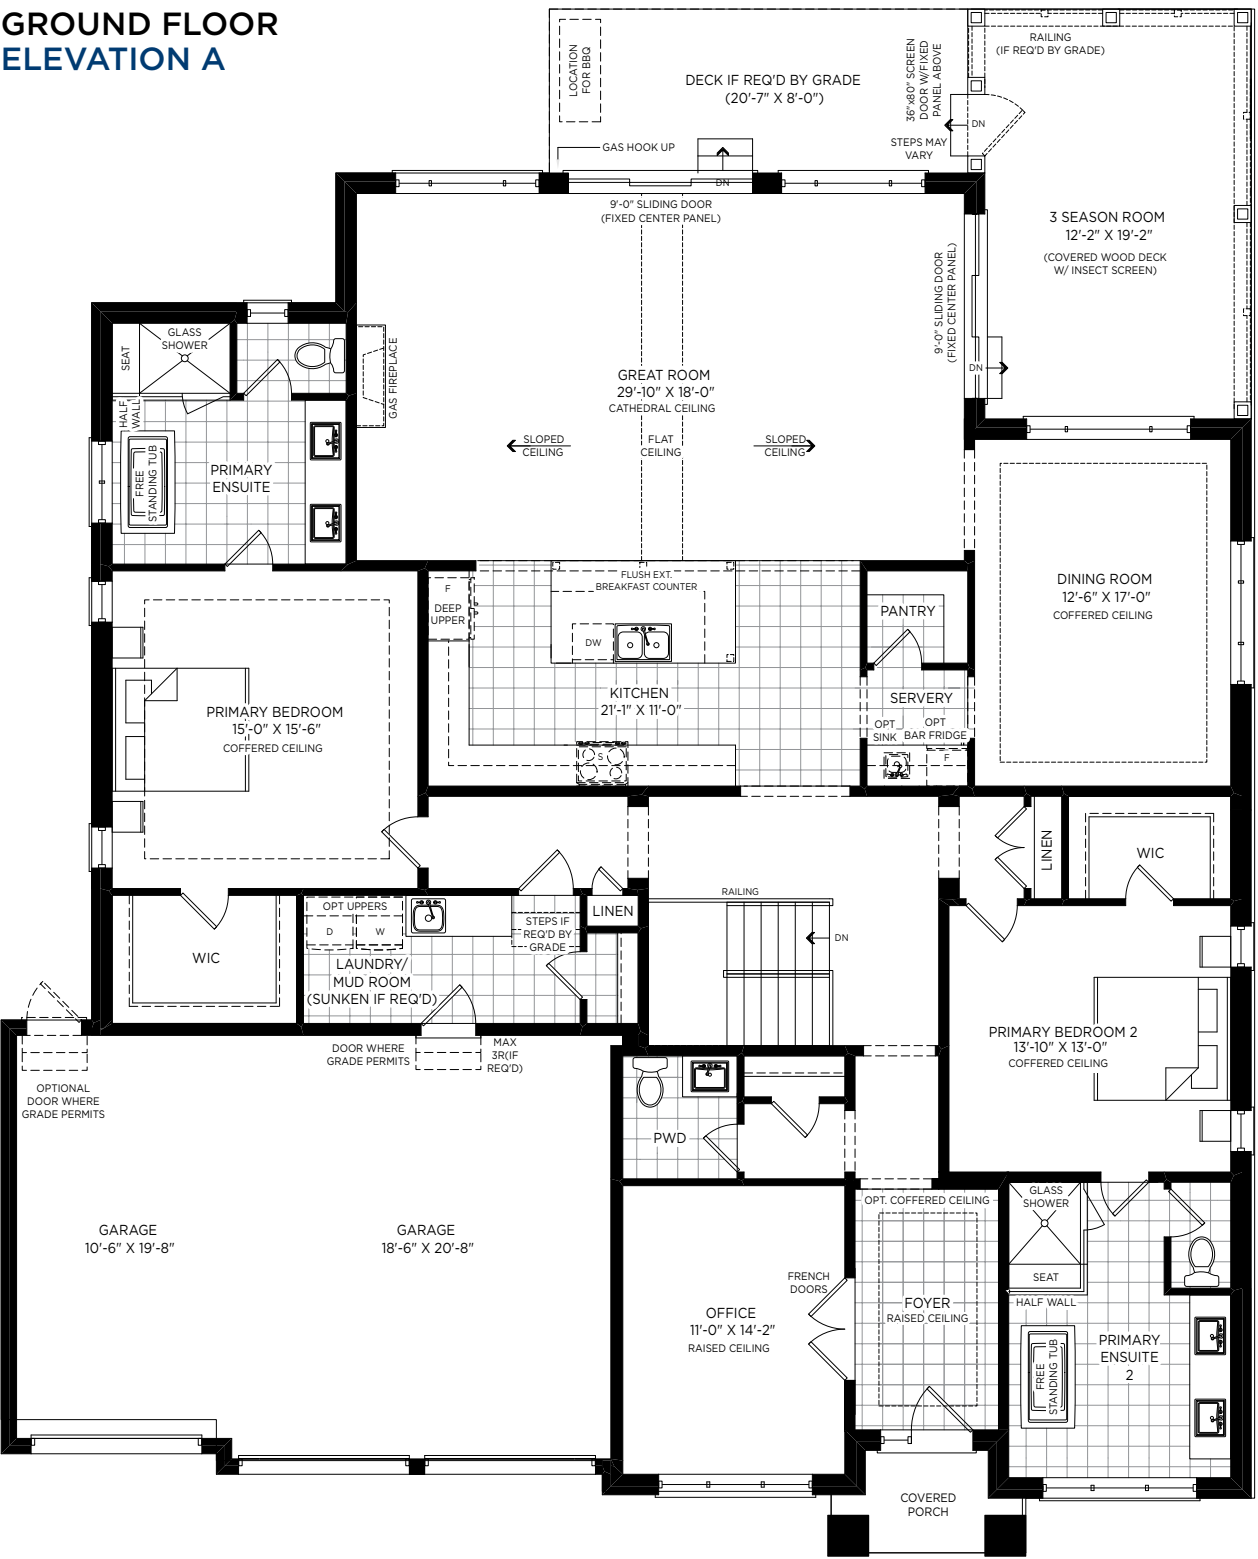 GROUND FLOOR
ELEVATION A
LOCATION
FOR BBQ
DECK IF REQ'D BY GRADE
(20'-7" X 8'-0")
36"x80" SCREEN
DOOR W/FIXED
PANEL ABOVE
RAILING
(IF REQ'D BY GRADE)
DN
STEPS MAY
VARY
GAS HOOK UP
DN
9'-0" SLIDING DOOR
(FIXED CENTER PANEL)
3 SEASON ROOM
12'-2" X 19'-2"
(COVERED WOOD DECK
W/ INSECT SCREEN)
9'-0" SLIDING DOOR
(FIXED CENTER PANEL)
DN
GLASS
SHOWER
SEAT
HALF
WALL
GAS FIREPLACE
GREAT ROOM
29'-10" X 18'-0"
CATHEDRAL CEILING
SLOPED
CEILING
FLAT
CEILING
SLOPED
CEILING
PRIMARY
ENSUITE
FREE
STANDING TUB
F
DEEP
UPPER
FLUSH EXT.
BREAKFAST COUNTER
DW
KITCHEN
21'-1" X 11'-0"
S
PANTRY
SERVERY
OPT
SINK
OPT
BAR FRIDGE
F
DINING ROOM
12'-6" X 17'-0"
COFFERED CEILING
PRIMARY BEDROOM
15'-0" X 15'-6"
COFFERED CEILING
LINEN
WIC
RAILING
DN
WIC
OPT UPPERS
D
W
STEPS IF
REQ'D BY
GRADE
LINEN
LAUNDRY/
MUD ROOM
(SUNKEN IF REQ'D)
PRIMARY BEDROOM 2
13'-10" X 13'-0"
COFFERED CEILING
OPTIONAL
DOOR WHERE
GRADE PERMITS
DOOR WHERE
GRADE PERMITS
MAX
3R(IF
REQ'D)
PWD
GARAGE
10'-6" X 19'-8"
GARAGE
18'-6" X 20'-8"
OPT. COFFERED CEILING
FRENCH
DOORS
FOYER
RAISED CEILING
OFFICE
11'-0" X 14'-2"
RAISED CEILING
GLASS
SHOWER
SEAT
HALF WALL
FREE
STANDING TUB
PRIMARY
ENSUITE
2
COVERED
PORCH